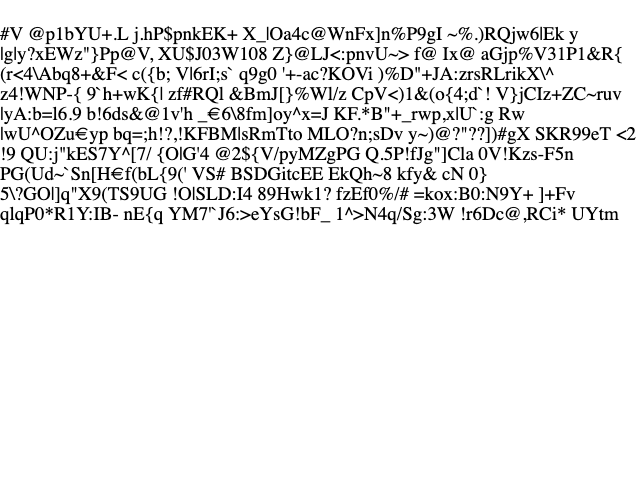 #V @p1bYU+.L j.hP$pnkEK+ X_|Oa4c@WnFx]n%P9gI ~%.)RQjw6|Ek y
|g|y?xEWz"}Pp@V, XU$J03W108 Z}@LJ<:pnvU~> f@ Ix@ aGjp%V31P1&R{
(r<4\Abq8+&F< c({b; V|6rI;s` q9g0 '+-ac?KOVi )%D"+JA:zrsRLrikX\^
z4!WNP-{ 9`h+wK{| zf#RQl &BmJ[}%Wl/z CpV<)1&(o{4;d`! V}jCIz+ZC~ruv
|yA:b=l6.9 b!6ds&@1v'h _€6\8fm]oy^x=J KF.*B"+_rwp,x|U`:g Rw
|wU^OZu€yp bq=;h!?,!KFBM|sRmTto MLO?n;sDv y~)@?"??])#gX SKR99eT <2
!9 QU:j"kES7Y^[7/ {O|G'4 @2${V/pyMZgPG Q.5P!fJg"]Cla 0V!Kzs-F5n
PG(Ud~`Sn[H€f(bL{9(' VS# BSDGitcEE EkQh~8 kfy& cN 0}
5\?GO|]q"X9(TS9UG !O|SLD:I4 89Hwk1? fzEf0%/# =kox:B0:N9Y+ ]+Fv
qlqP0*R1Y:IB- nE{q YM7'`J6:>eYsG!bF_ 1^>N4q/Sg:3W !r6Dc@,RCi* UYtm